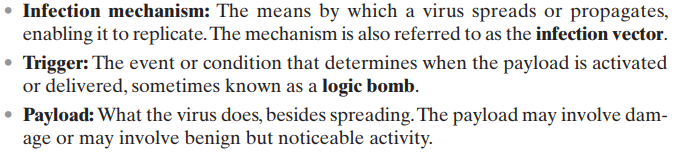 • Infection mechanism: The means by which a virus spreads or propagates,
enabling it to replicate. The mechanism is also referred to as the infection vector.
• Trigger: The event or condition that determines when the payload is activated
or delivered, sometimes known as a logic bomb.
• Payload: What the virus does, besides spreading. The payload may involve dam-
age or may involve benign but noticeable activity.